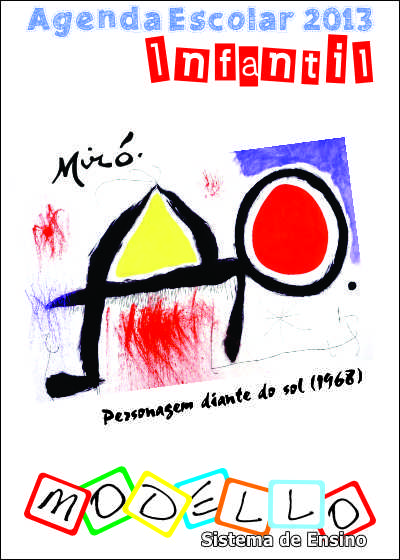 Agenda Escolar 2013
Infantil
Miró.
Personagem diante do sol (1968)
MODELLO
Sistema de Ensino